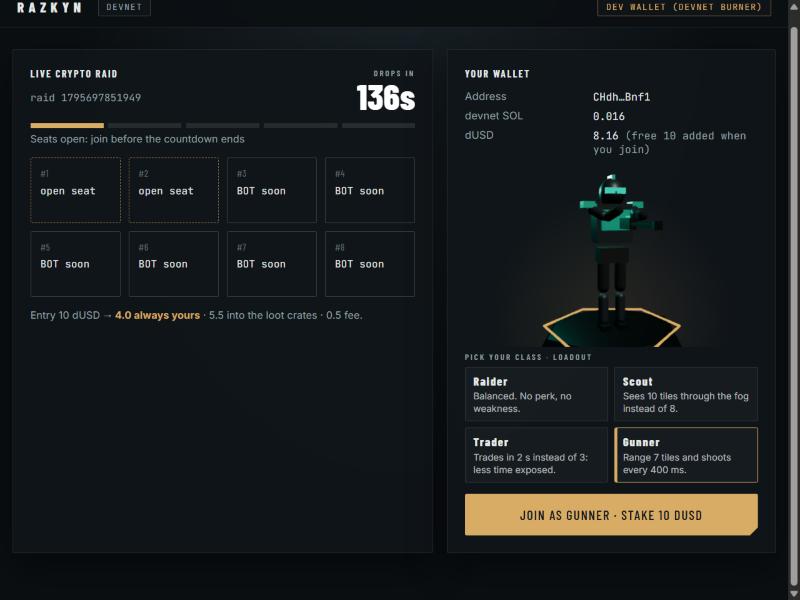 RAZKYN
DEVNET
DEV WALLET (DEVNET BURNER)
LIVE CRYPTO RAID
raid 1795697851949
DROPS IN
136s
Seats open: join before the countdown ends
#1
open seat
#2
open seat
#3
BOT soon
#4
BOT soon
#5
BOT soon
#6
BOT soon
#7
BOT soon
#8
BOT soon
Entry 10 dUSD → 4.0 always yours · 5.5 into the loot crates · 0.5 fee.
YOUR WALLET
Address
CHdh…Bnf1
devnet SOL
0.016
dUSD
8.16 (free 10 added when
you join)
PICK YOUR CLASS · LOADOUT
Raider
Balanced. No perk, no
weakness.
Scout
Sees 10 tiles through the fog
instead of 8.
Trader
Trades in 2 s instead of 3:
less time exposed.
Gunner
Range 7 tiles and shoots
every 400 ms.
JOIN AS GUNNER · STAKE 10 DUSD